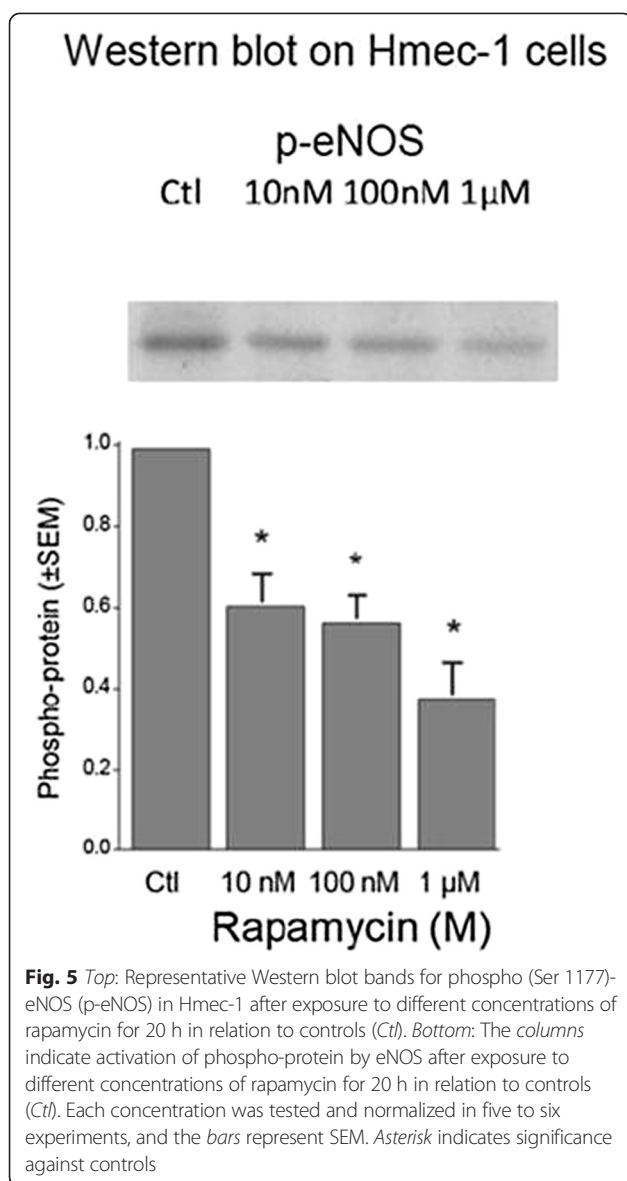 Western blot on Hmec-1 cells
p-eNOS
Ctl 10nM 100nM 1µM
Phospho-protein (±SEM)
1.0
0.8
0.6
0.4
0.2
0.0
* * *
Ctl 10 nM 100 nM 1 µM
Rapamycin (M)
Fig. 5 Top: Representative Western blot bands for phospho (Ser 1177)-
eNOS (p-eNOS) in Hmec-1 after exposure to different concentrations of
rapamycin for 20 h in relation to controls (Ctl). Bottom: The columns
indicate activation of phospho-protein by eNOS after exposure to
different concentrations of rapamycin for 20 h in relation to controls
(Ctl). Each concentration was tested and normalized in five to six
experiments, and the bars represent SEM. Asterisk indicates significance
against controls